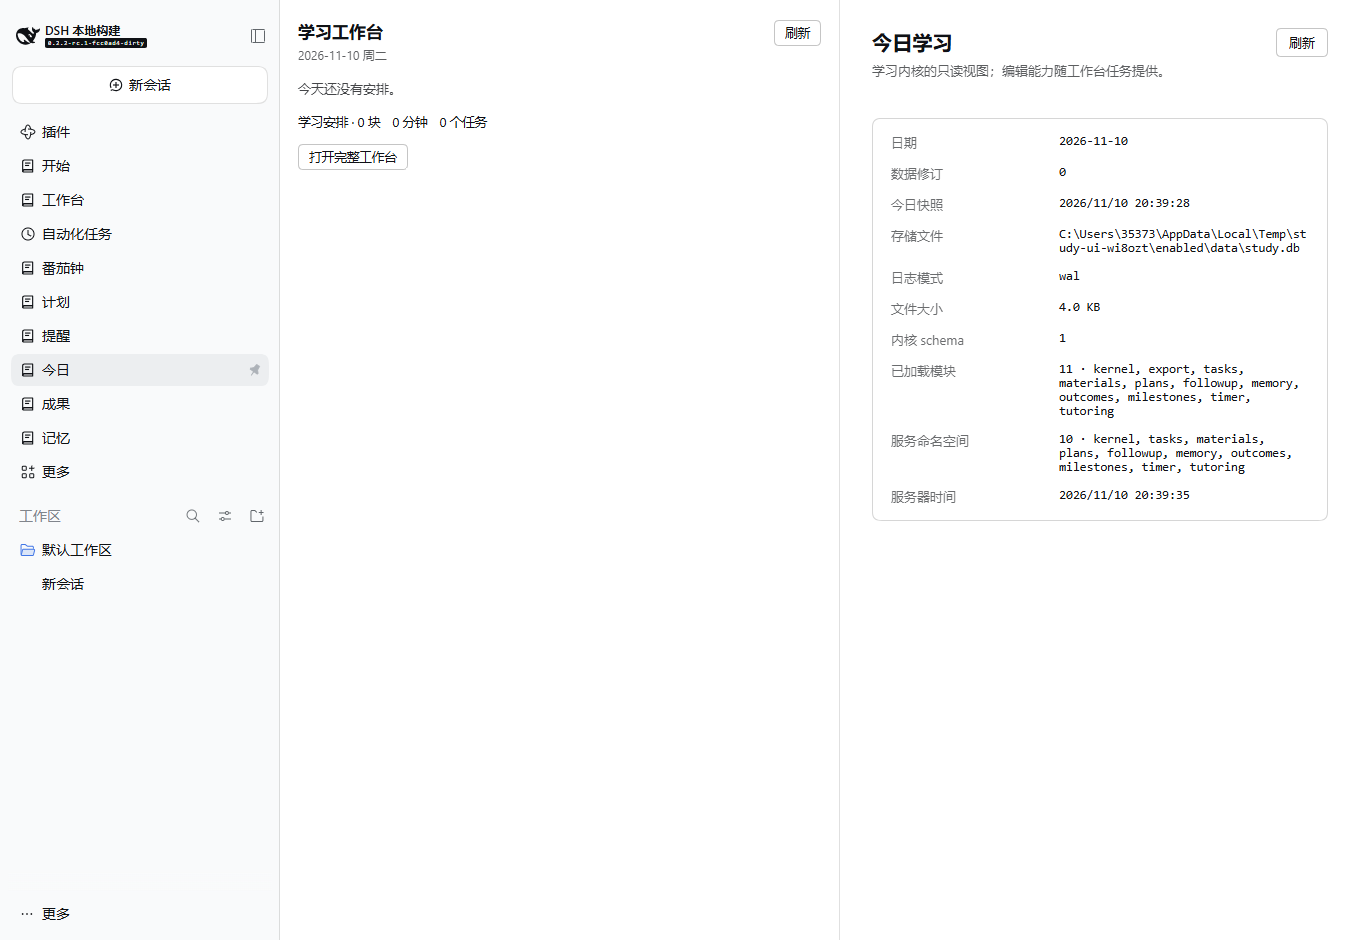 DSH 本地构建
0.3.2-rc.1-fcc0ad4-dirty
新会话
插件
开始
工作台
自动化任务
番茄钟
计划
提醒
今日
成果
记忆
更多
工作区
默认工作区
新会话
更多
学习工作台
刷新
2026-11-10 周二
今天还没有安排。
学习安排 · 0 块 0 分钟 0 个任务
打开完整工作台
今日学习
刷新
学习内核的只读视图；编辑能力随工作台任务提供。
日期 2026-11-10
数据修订 0
今日快照 2026/11/10 20:39:28
存储文件 C:\Users\35373\AppData\Local\Temp\st
udy-ui-wi8ozt\enabled\data\study.db
日志模式 wal
文件大小 4.0 KB
内核 schema 1
已加载模块 11 · kernel, export, tasks,
materials, plans, followup, memory,
outcomes, milestones, timer,
tutoring
服务命名空间 10 · kernel, tasks, materials,
plans, followup, memory, outcomes,
milestones, timer, tutoring
服务器时间 2026/11/10 20:39:35